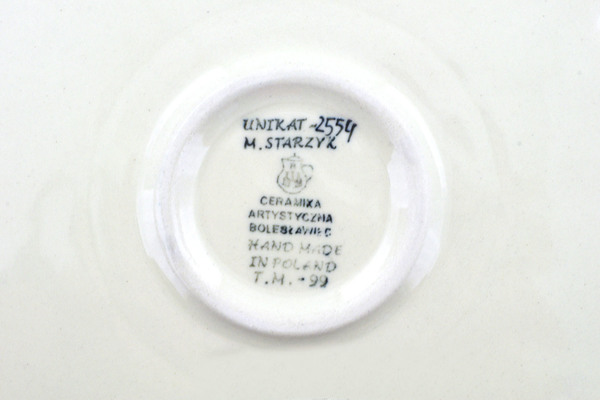 UNIKAT-2554
M. STARZYK
CERAMIKA
ARTYSTYCZNA
BOLESŁAWIEC
HAND MADE
IN POLAND
T.M.-99